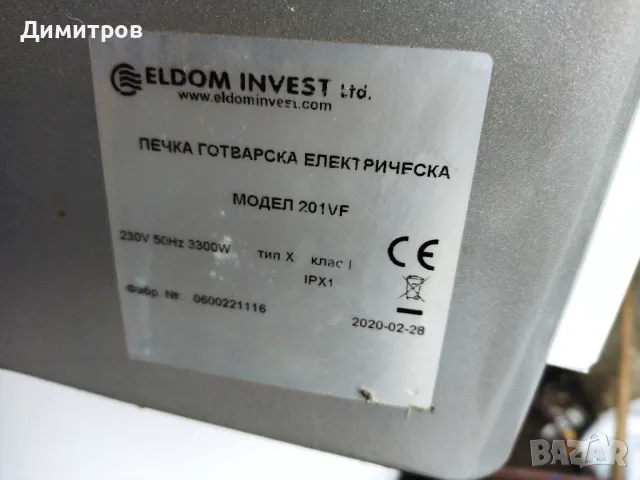 Димитров
ELDOM INVEST Ltd.
www.eldominvest.com
ПЕЧКА ГОТВАРСКА ЕЛЕКТРИЧЕСКА
МОДЕЛ 201VF
230V 50Hz 3300W тип X клас I
IPX1
CE
Фабр. №: 0600221116
2020-02-28
BAZAR